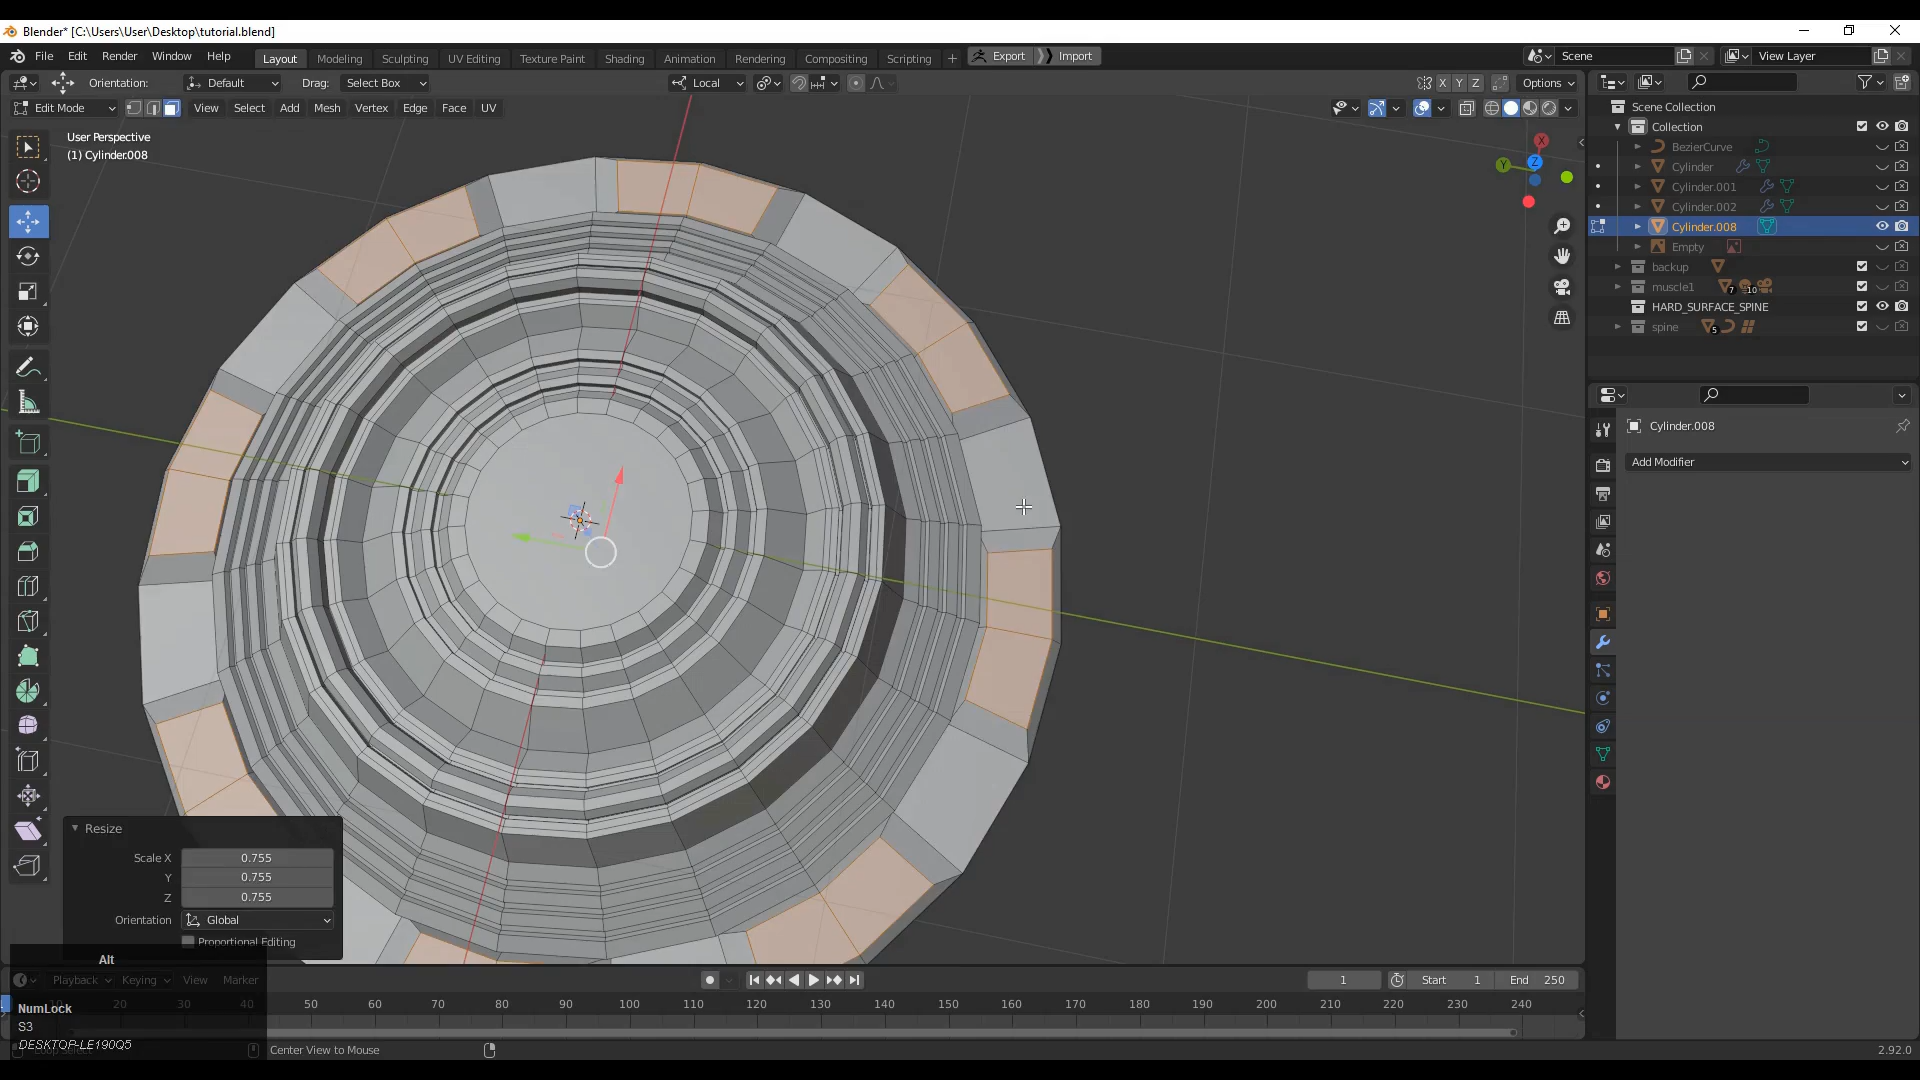 Blender* [C:\Users\User\Desktop\tutorial.blend]
File Edit Render Window Help Layout Modeling Sculpting UV Editing Texture Paint Shading Animation Rendering Compositing Scripting + Export Import Scene View Layer
Orientation: Default Drag: Select Box Local X Y Z Options
Edit Mode View Select Add Mesh Vertex Edge Face UV
User Perspective
(1) Cylinder.008
X
Y
Z
Scene Collection
Collection
BezierCurve
Cylinder
Cylinder.001
Cylinder.002
Cylinder.008
Empty
backup
muscle1 7 10
HARD_SURFACE_SPINE
spine 5
Cylinder.008
Add Modifier
Resize
Scale X 0.755
Y 0.755
Z 0.755
Orientation Global
Proportional Editing
Alt
Playback Keying View Marker 1 Start 1 End 250
10 20 30 40 50 60 70 80 90 100 110 120 130 140 150 160 170 180 190 200 210 220 230 240
NumLock
S3
DESKTOP-LE190Q5
Loop Select Center View to Mouse 2.92.0